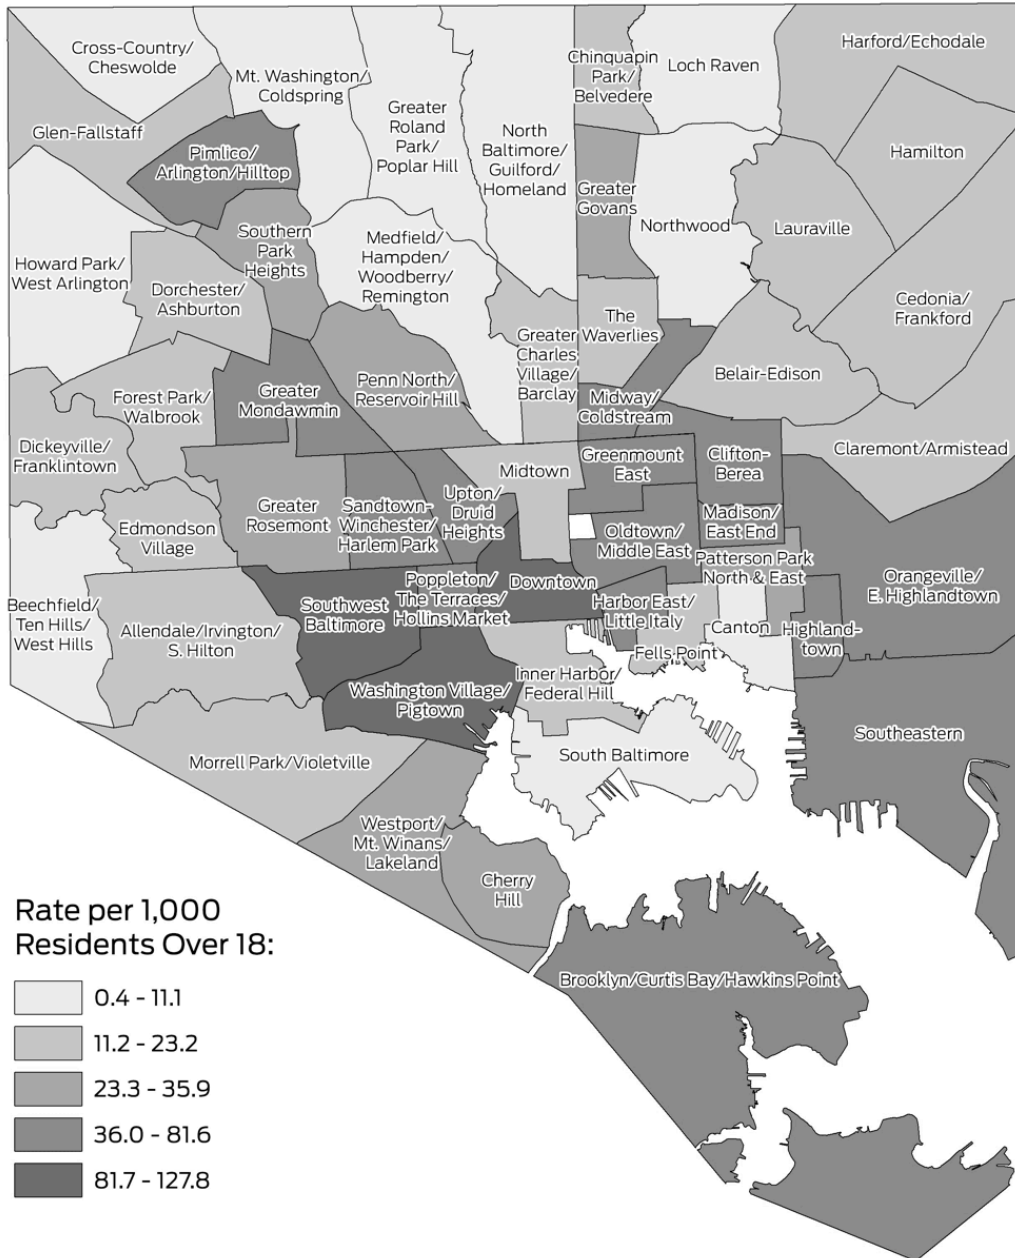 Cross-Country/
Cheswolde
Mt. Washington/
Coldspring
Greater
Roland
Park/
Poplar Hill
North
Baltimore/
Guilford/
Homeland
Chinquapin
Park/
Belvedere
Loch Raven
Harford/Echodale
Glen-Fallstaff
Pimlico/
Arlington/Hilltop
Hamilton
Greater
Govans
Northwood
Lauraville
Southern
Park
Heights
Medfield/
Hampden/
Woodberry/
Remington
Howard Park/
West Arlington
Dorchester/
Ashburton
Cedonia/
Frankford
The
Waverlies
Greater
Charles
Village/
Barclay
Belair-Edison
Forest Park/
Walbrook
Greater
Mondawmin
Penn North/
Reservoir Hill
Midway/
Coldstream
Dickeyville/
Franklintown
Claremont/Armistead
Midtown
Greenmount
East
Clifton-
Berea
Edmondson
Village
Greater
Rosemont
Sandtown-
Winchester/
Harlem Park
Upton/
Druid
Heights
Oldtown/
Middle East
Madison/
East End
Patterson Park
North & East
Orangeville/
E. Highlandtown
Beechfield/
Ten Hills/
West Hills
Allendale/Irvington/
S. Hilton
Southwest
Baltimore
Poppleton/
The Terraces/
Hollins Market
Downtown
Harbor East/
Little Italy
Canton
Highland-
town
Fells Point
Washington Village/
Pigtown
Inner Harbor/
Federal Hill
Southeastern
Morrell Park/Violetville
South Baltimore
Westport/
Mt. Winans/
Lakeland
Cherry
Hill
Brooklyn/Curtis Bay/Hawkins Point
Rate per 1,000
Residents Over 18:
0.4 - 11.1
11.2 - 23.2
23.3 - 35.9
36.0 - 81.6
81.7 - 127.8